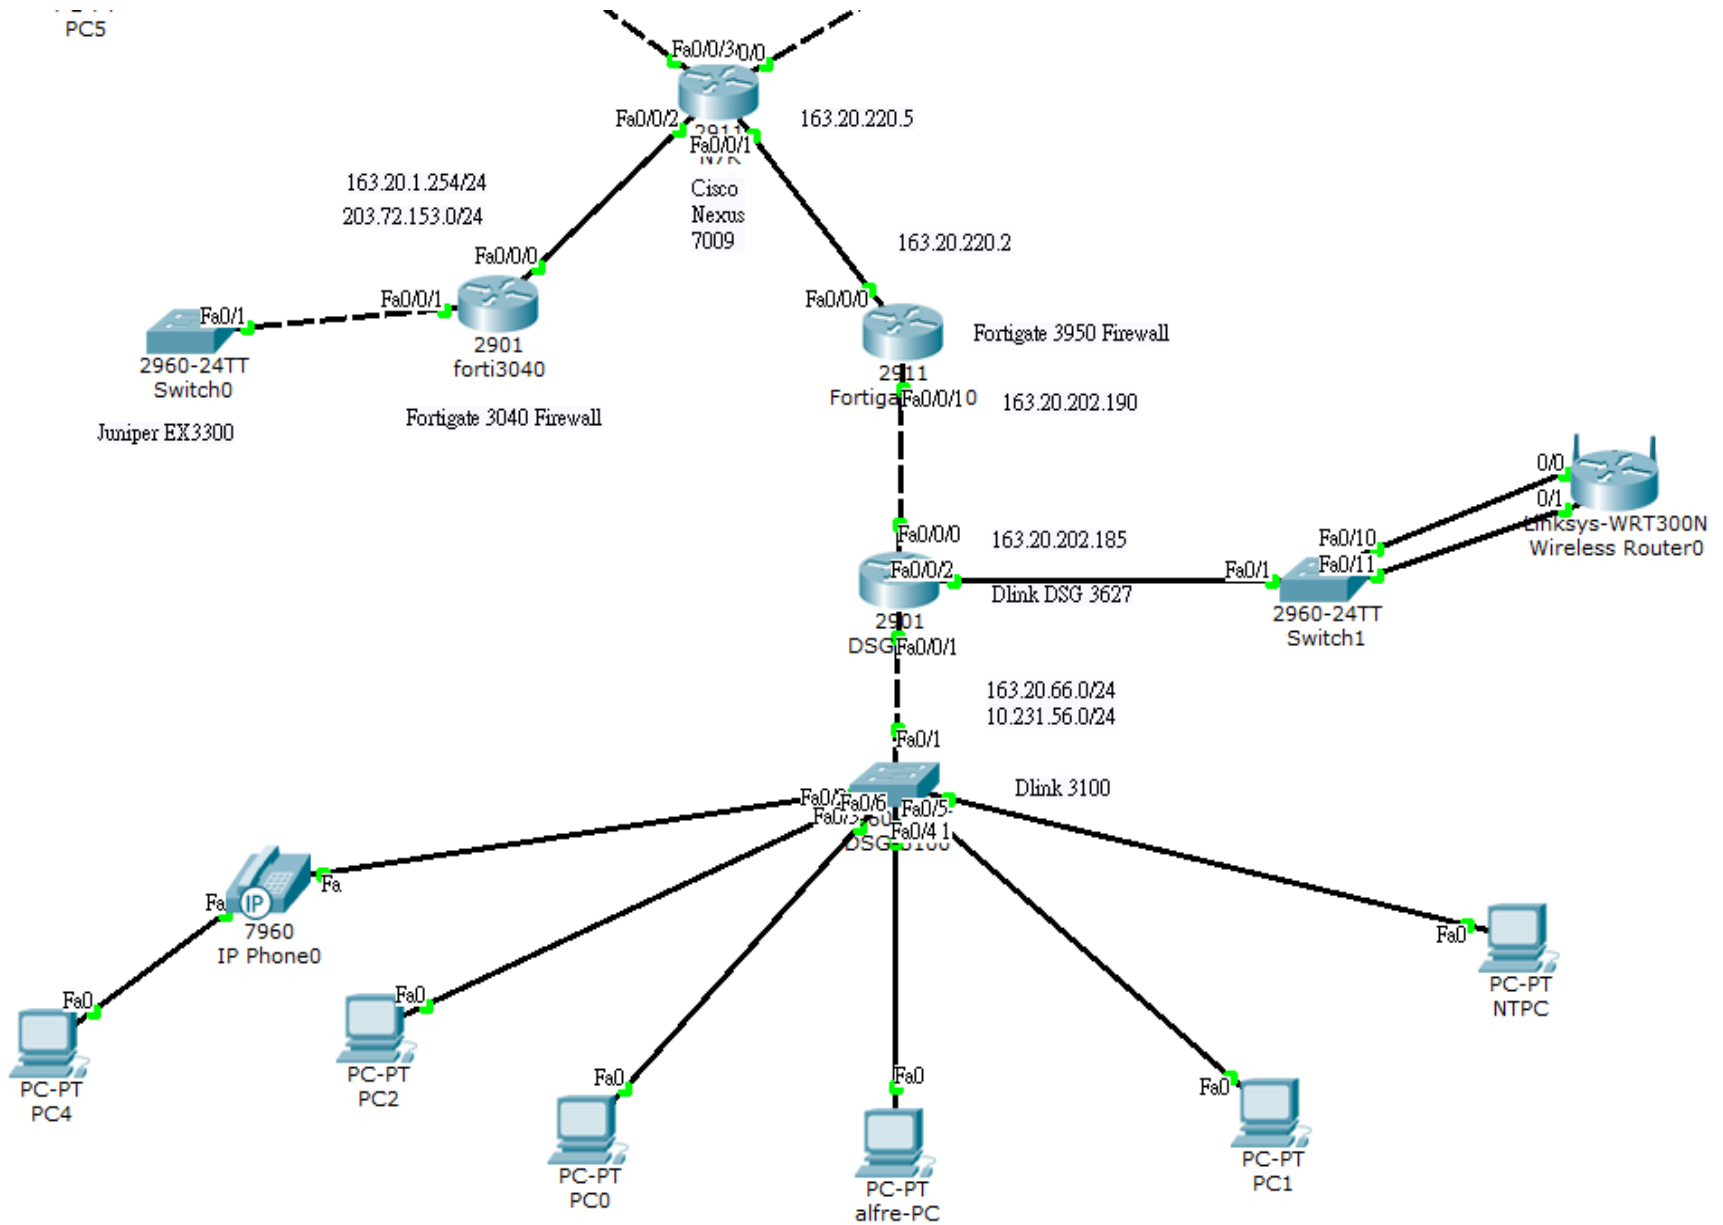 PC5
Fa0/0/3
0/0
Fa0/0/2
2911
Fa0/0/1
163.20.220.5
163.20.1.254/24
203.72.153.0/24
Cisco
Nexus
7009
163.20.220.2
Fa0/0/0
Fa0/0/1
Fa0/1
2960-24TT
Switch0
2901
forti3040
Juniper EX3300
Fortigate 3040 Firewall
Fa0/0/0
Fortigate 3950 Firewall
2911
Fa0/0/10
163.20.202.190
0/0
0/1
Linksys-WRT300N
Wireless Router0
Fa0/10
Fa0/11
Fa0/0/0
163.20.202.185
Fa0/0/2
Fa0/1
Dlink DSG 3627
2960-24TT
Switch1
2901
DSG
Fa0/0/1
163.20.66.0/24
10.231.56.0/24
Fa0/1
Dlink 3100
Fa0/6
Fa0/5
Fa0/4
Fa
Fa
IP
7960
IP Phone0
Fa0
PC-PT
NTPC
Fa0
PC-PT
PC4
Fa0
PC-PT
PC2
Fa0
PC-PT
PC0
Fa0
PC-PT
alfre-PC
Fa0
PC-PT
PC1